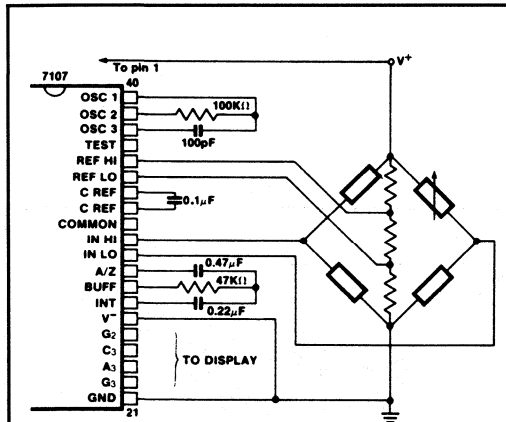 To pin 1
V+
7107
40
OSC 1
OSC 2
100KΩ
OSC 3
100pF
TEST
REF HI
REF LO
C REF
0.1μF
C REF
COMMON
IN HI
IN LO
0.47μF
A/Z
BUFF
47KΩ
INT
0.22μF
V−
G2
C3
TO DISPLAY
A3
G3
GND
21